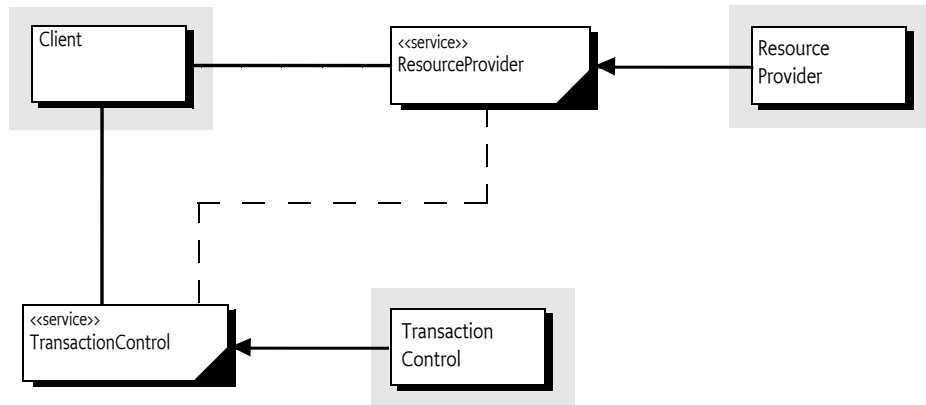 Client
<<service>>
ResourceProvider
Resource
Provider
<<service>>
TransactionControl
Transaction
Control